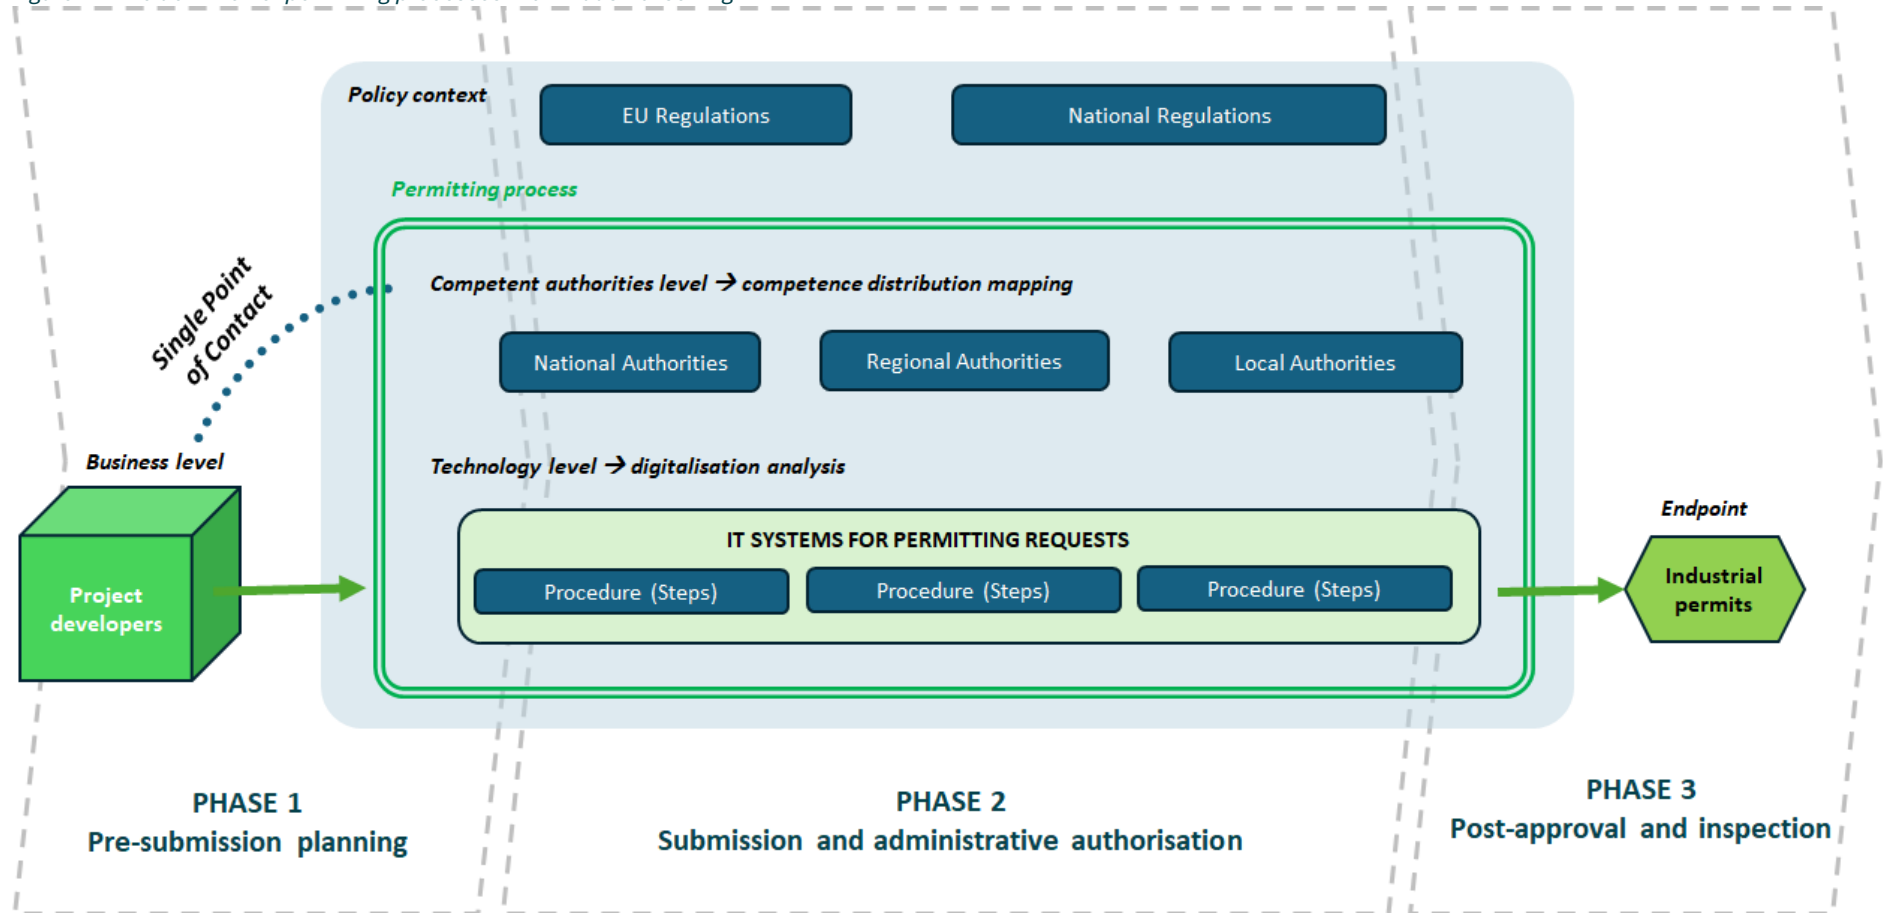 Policy context
EU Regulations
National Regulations
Permitting process
Single Point
of Contact
Competent authorities level → competence distribution mapping
National Authorities
Regional Authorities
Local Authorities
Business level
Technology level → digitalisation analysis
Project
developers
IT SYSTEMS FOR PERMITTING REQUESTS
Procedure (Steps)
Procedure (Steps)
Procedure (Steps)
Endpoint
Industrial
permits
PHASE 1
Pre-submission planning
PHASE 2
Submission and administrative authorisation
PHASE 3
Post-approval and inspection